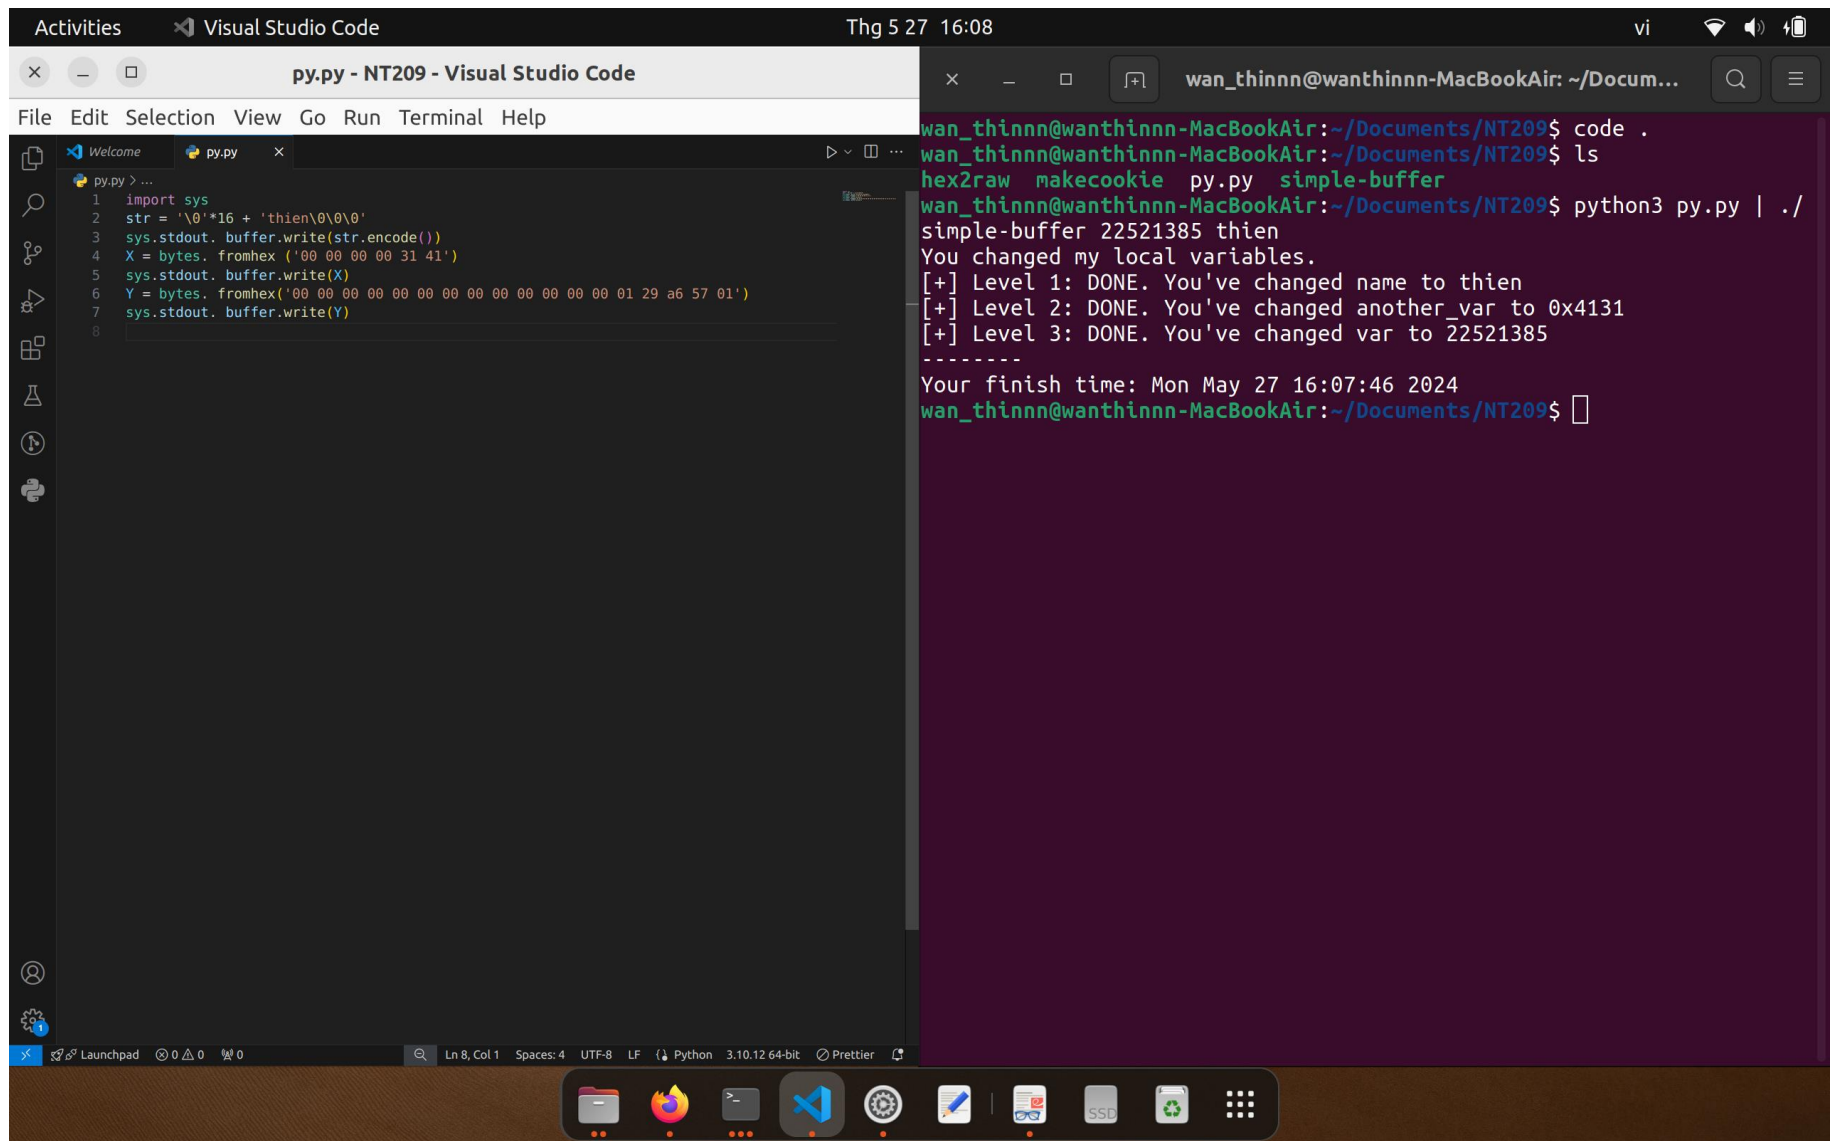 Activities Visual Studio Code Thg 5 27 16:08 vi
py.py - NT209 - Visual Studio Code
File Edit Selection View Go Run Terminal Help
Welcome py.py
py.py > ...
1 import sys
2 str = '\0'*16 + 'thien\0\0\0'
3 sys.stdout. buffer.write(str.encode())
4 X = bytes. fromhex ('00 00 00 00 31 41')
5 sys.stdout. buffer.write(X)
6 Y = bytes. fromhex('00 00 00 00 00 00 00 00 00 00 00 00 00 01 29 a6 57 01')
7 sys.stdout. buffer.write(Y)
8
Launchpad 0 0 0 Ln 8, Col 1 Spaces: 4 UTF-8 LF Python 3.10.12 64-bit Prettier
wan_thinnn@wanthinnn-MacBookAir: ~/Docum...
wan_thinnn@wanthinnn-MacBookAir:~/Documents/NT209$ code .
wan_thinnn@wanthinnn-MacBookAir:~/Documents/NT209$ ls
hex2raw makecookie py.py simple-buffer
wan_thinnn@wanthinnn-MacBookAir:~/Documents/NT209$ python3 py.py | ./
simple-buffer 22521385 thien
You changed my local variables.
[+] Level 1: DONE. You've changed name to thien
[+] Level 2: DONE. You've changed another_var to 0x4131
[+] Level 3: DONE. You've changed var to 22521385
--------
Your finish time: Mon May 27 16:07:46 2024
wan_thinnn@wanthinnn-MacBookAir:~/Documents/NT209$
SSD